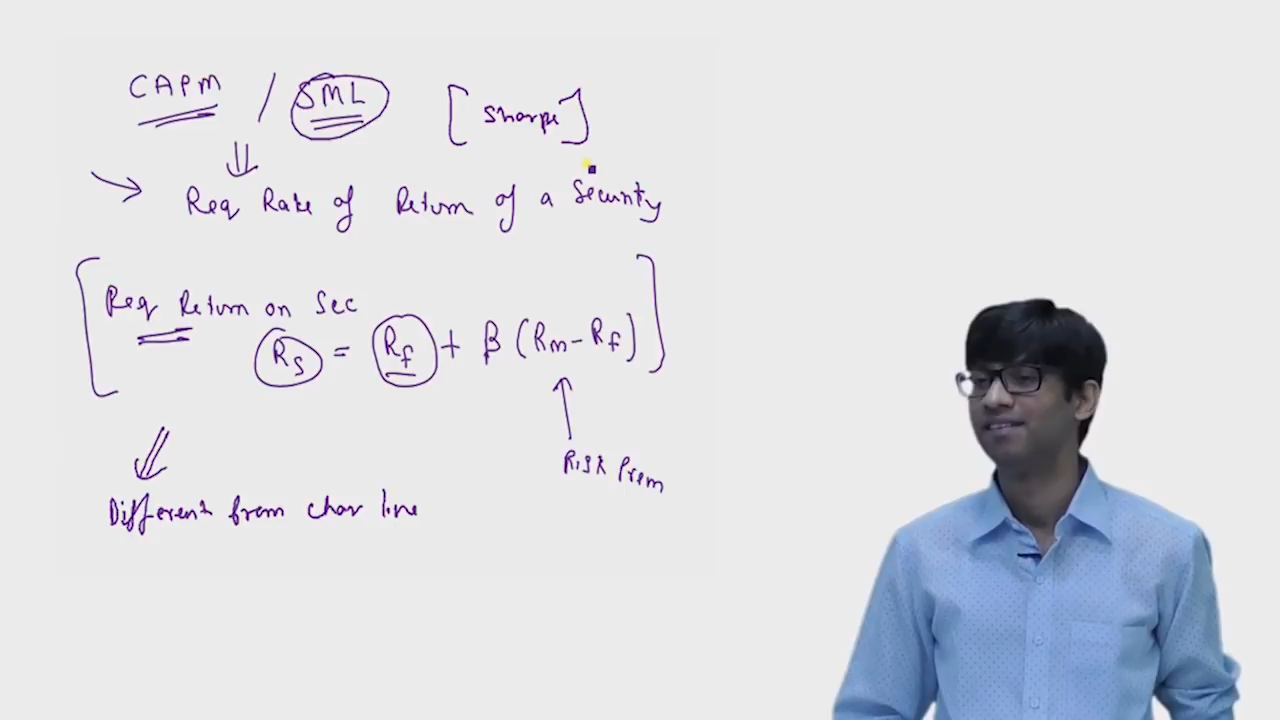 CAPM / SML [Sharpe]
Req Rate of Return of a Security
Req Return on Sec
Rs = Rf + β (Rm - Rf)
Risk Prem
Different from char line